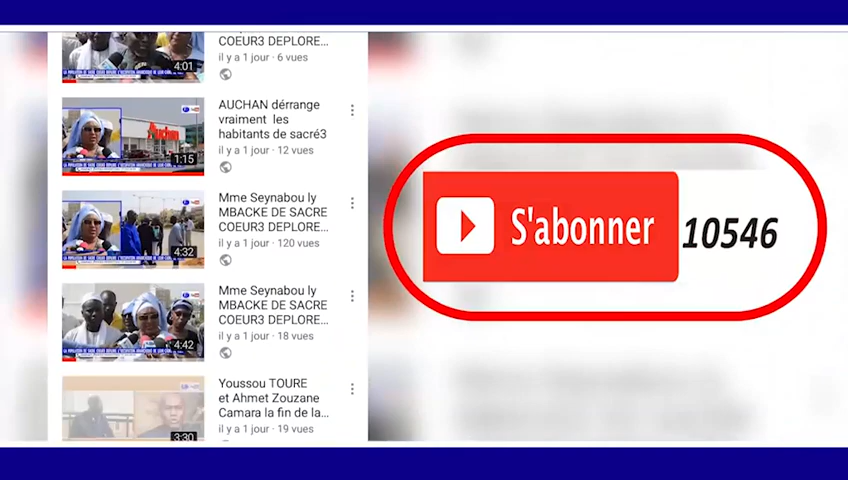 COEUR3 DEPLORE...
il y a 1 jour · 6 vues
4:01
AUCHAN dérrange
vraiment les
habitants de sacré3
il y a 1 jour · 12 vues
Auchan
1:15
Mme Seynabou ly
MBACKE DE SACRE
COEUR3 DEPLORE...
il y a 1 jour · 120 vues
4:32
Mme Seynabou ly
MBACKE DE SACRE
COEUR3 DEPLORE...
il y a 1 jour · 18 vues
4:42
Youssou TOURE
et Ahmet Zouzane
Camara la fin de la...
il y a 1 jour · 19 vues
3:30
S'abonner 10546